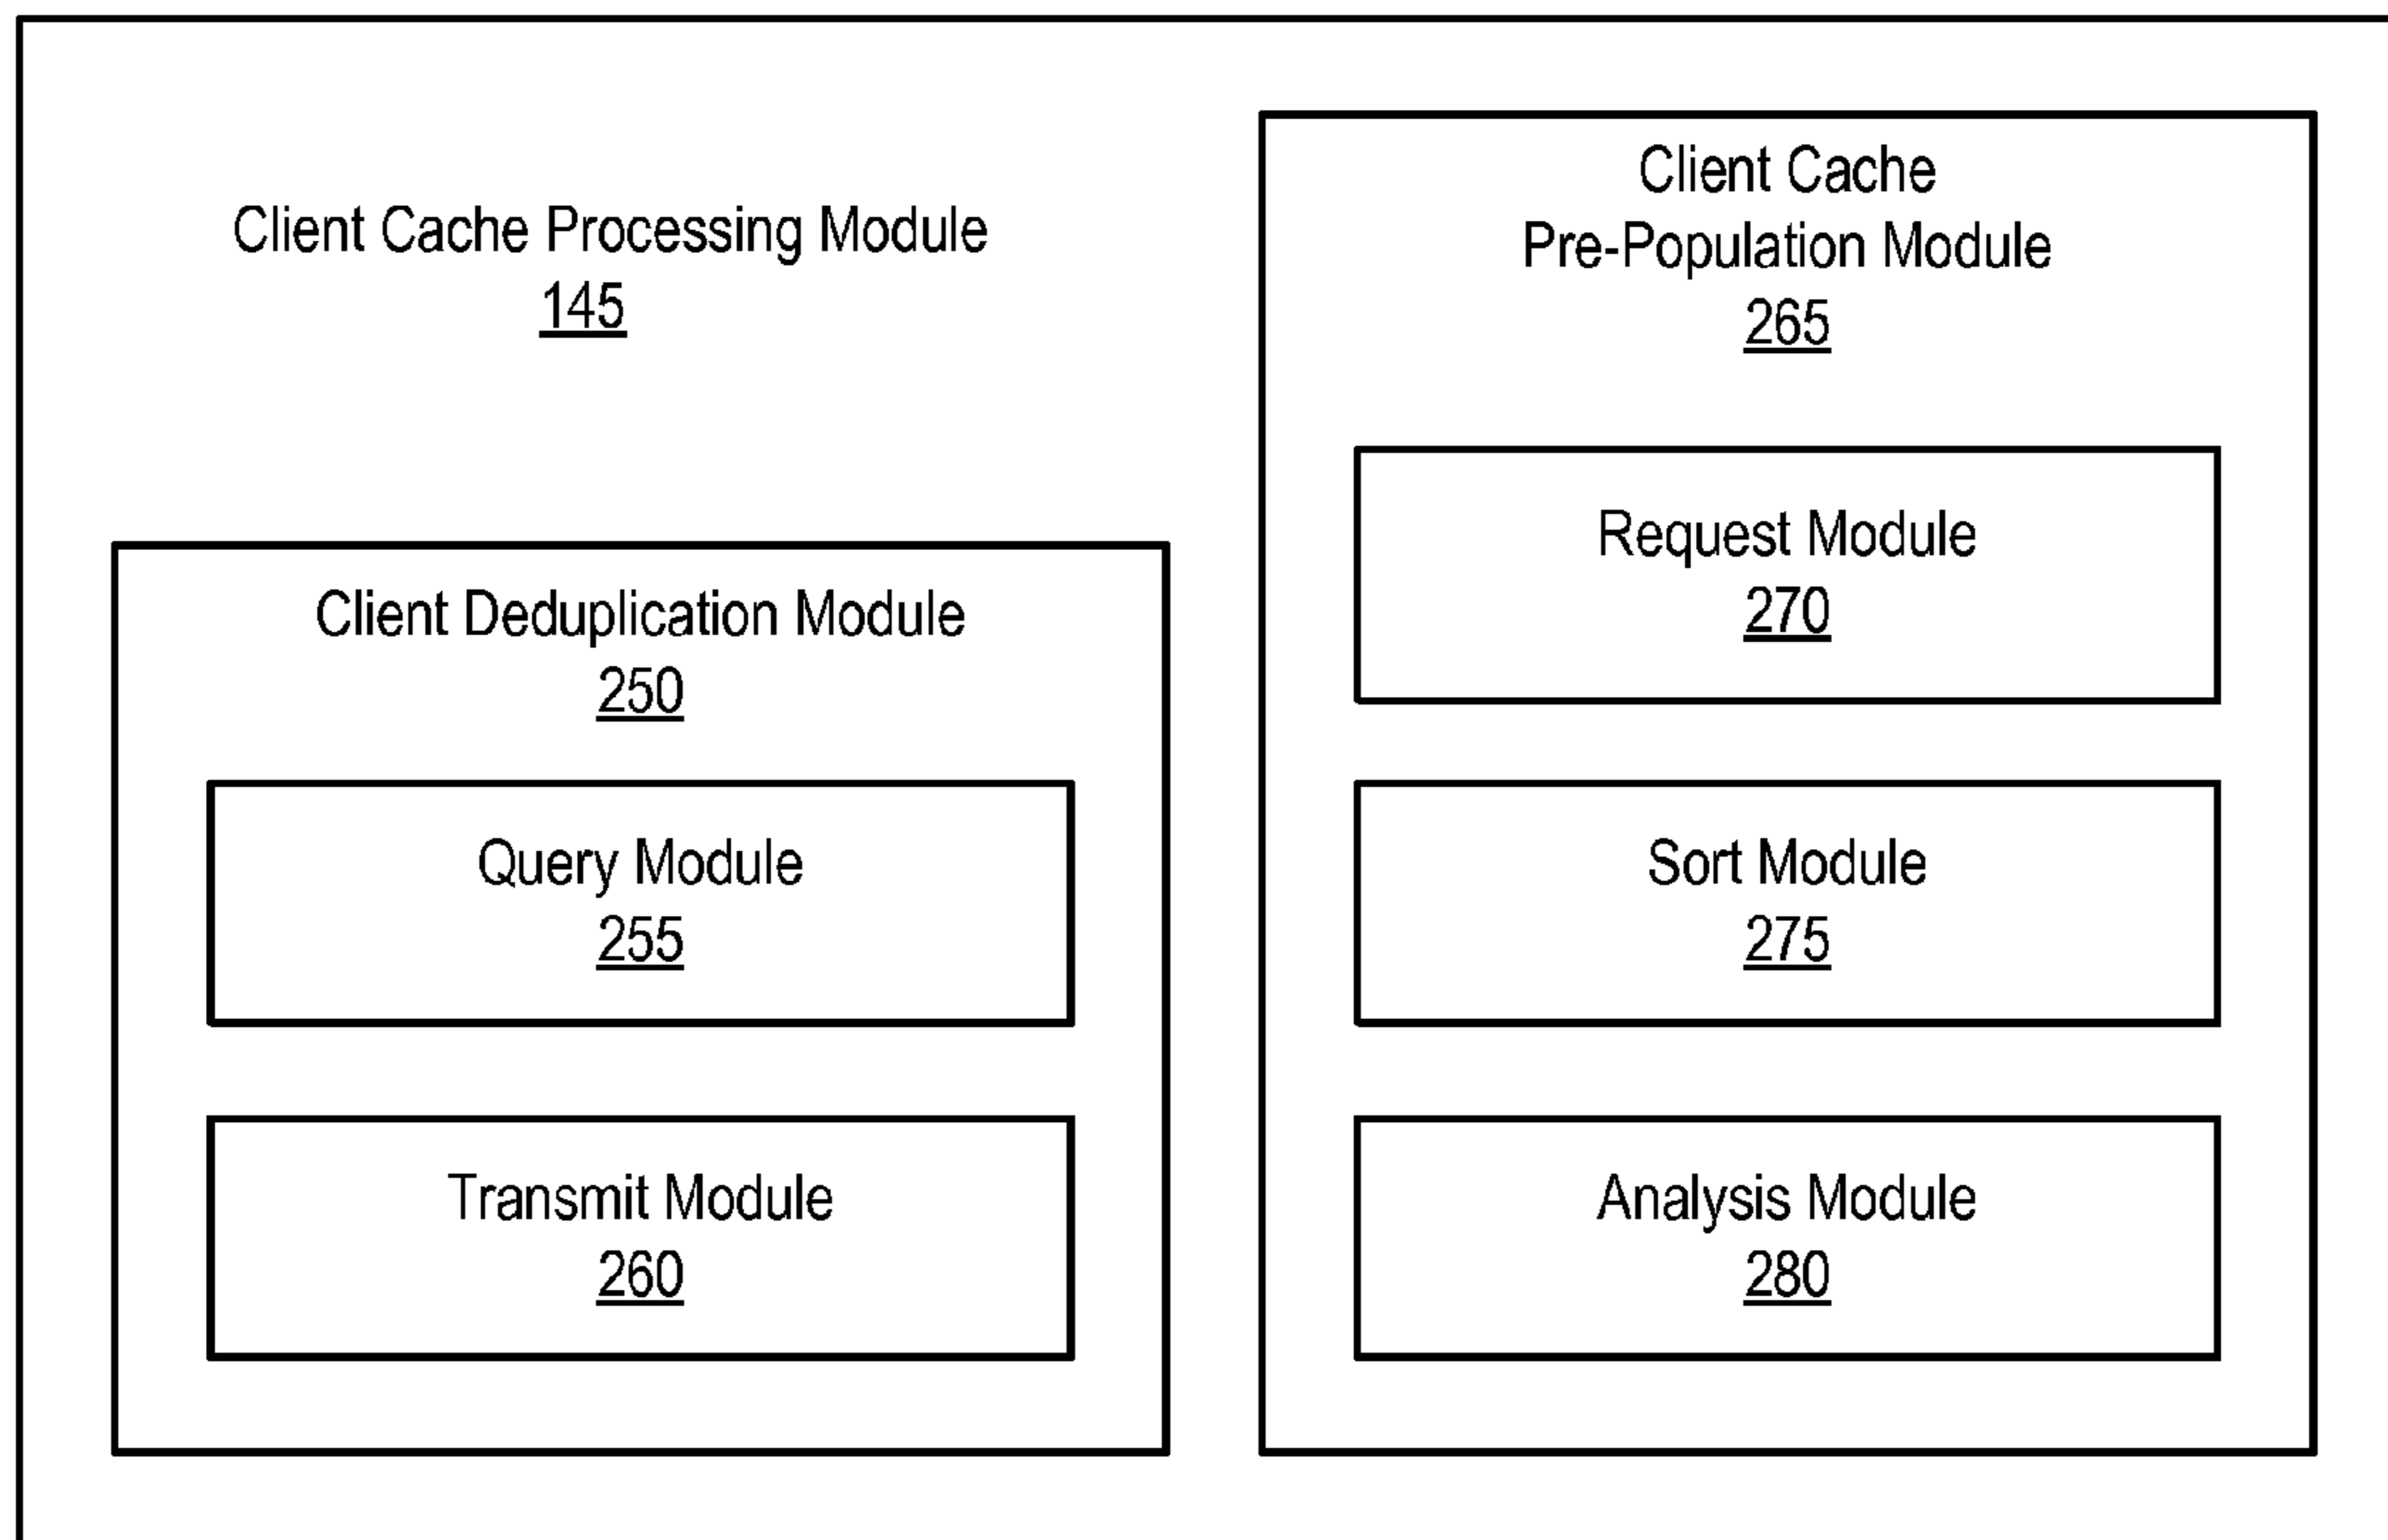 Client Cache Processing Module
145
Client Deduplication Module
250
Query Module
255
Transmit Module
260
Client Cache
Pre-Population Module
265
Request Module
270
Sort Module
275
Analysis Module
280